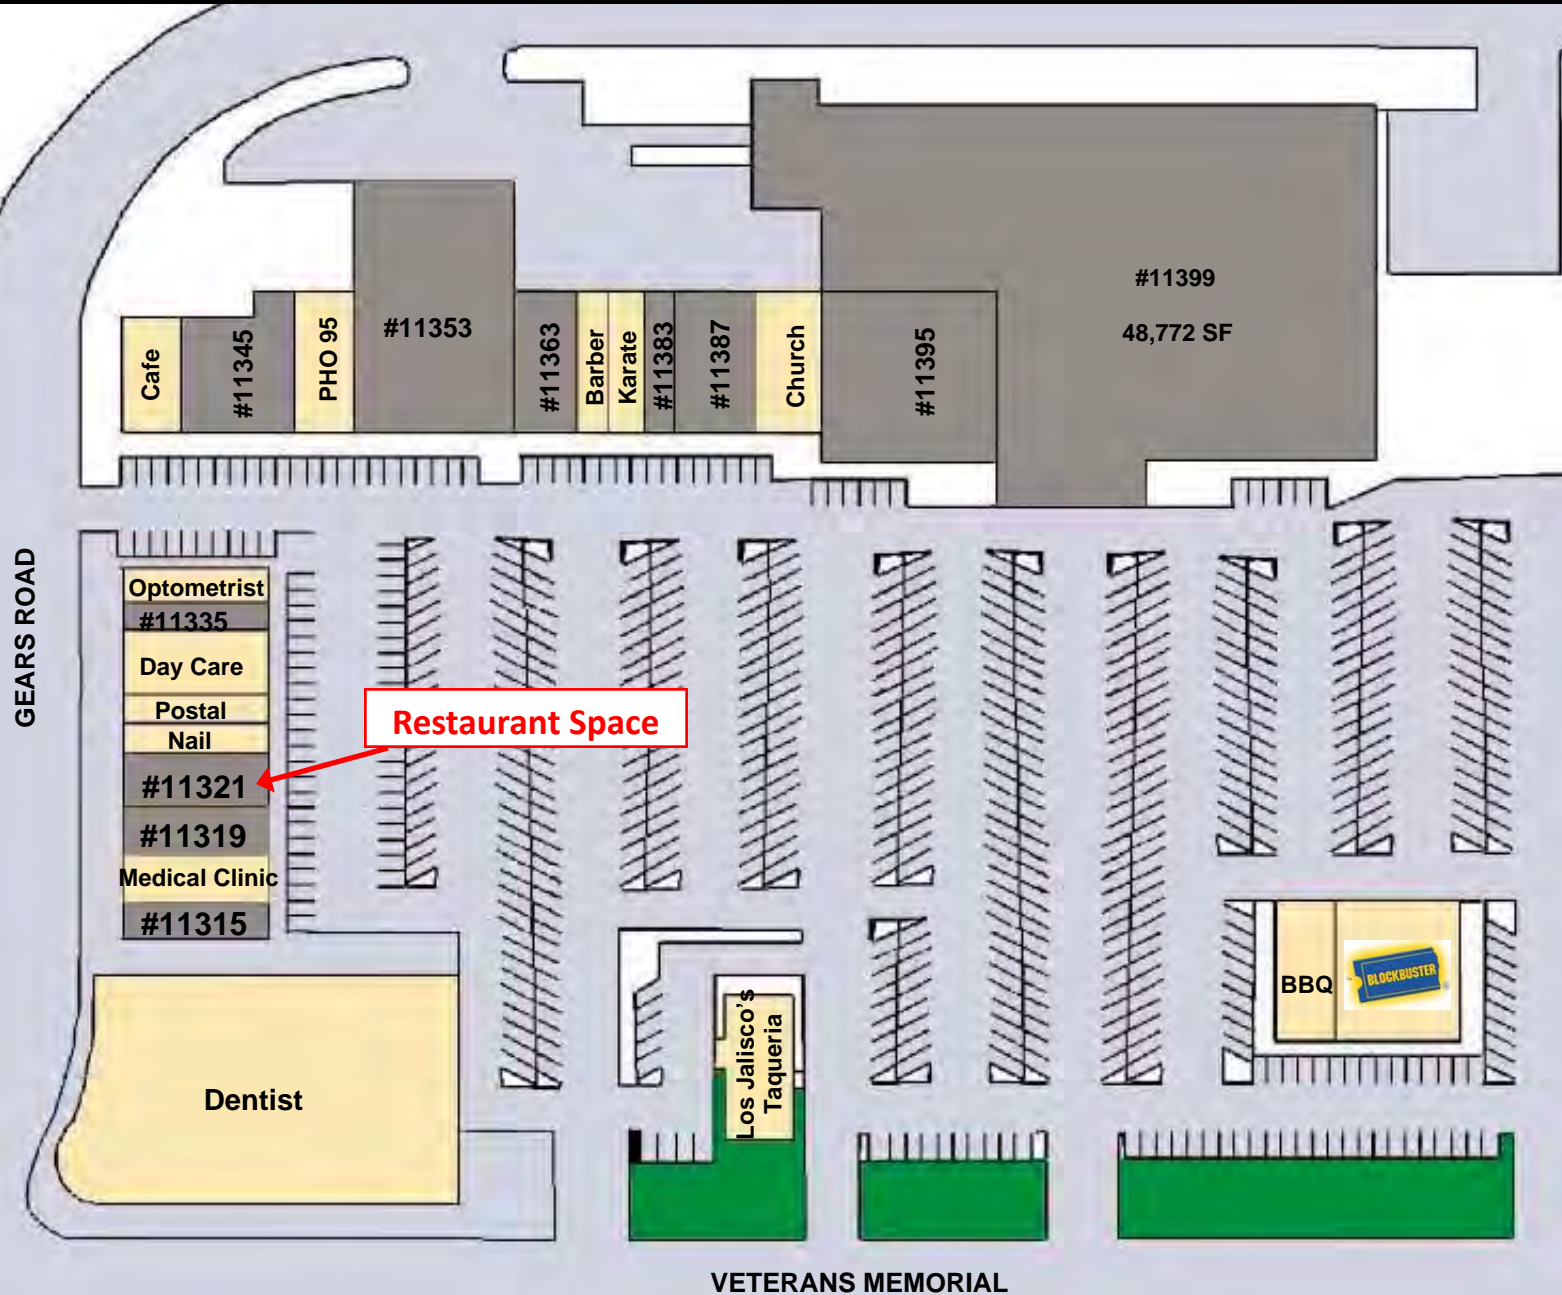 #11399
48,772 SF
Cafe
#11345
PHO 95
#11353
#11363
Barber
Karate
#11383
#11387
Church
#11395
GEARS ROAD
Optometrist
#11335
Day Care
Postal
Nail
#11321
#11319
Medical Clinic
#11315
Restaurant Space
Dentist
Los Jalisco's
Taqueria
BBQ
BLOCKBUSTER
®
VETERANS MEMORIAL